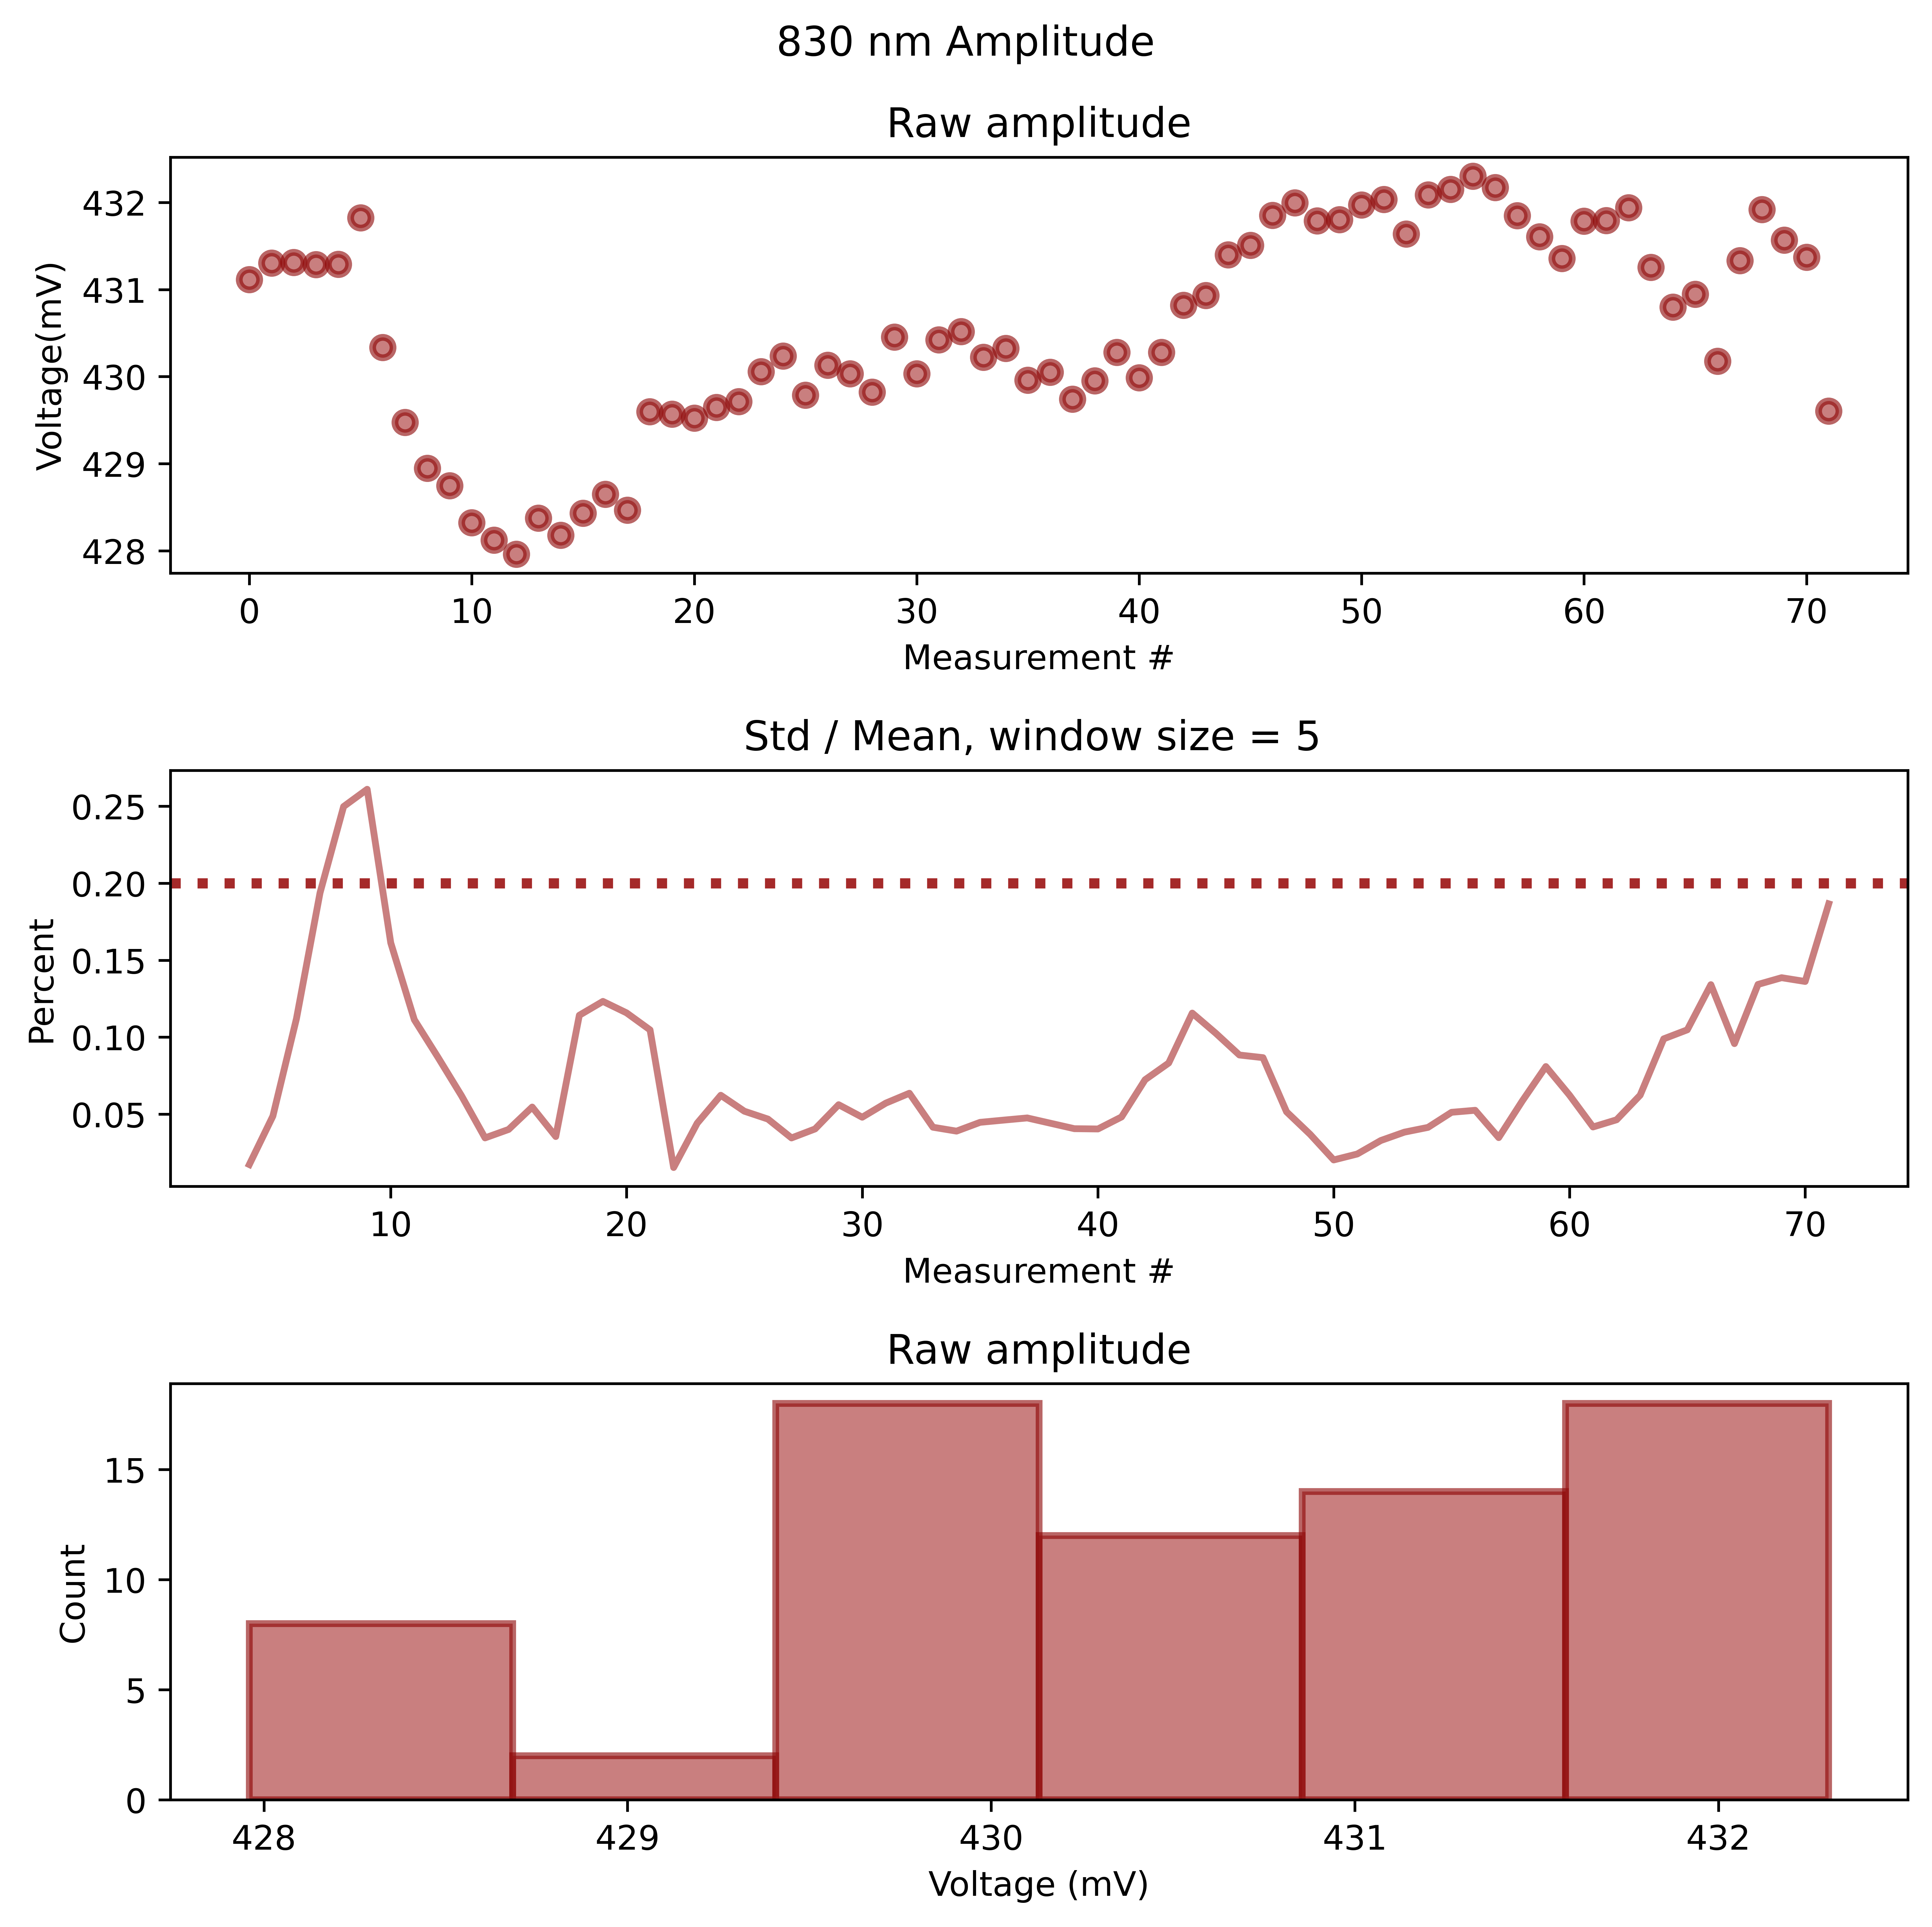 830 nm Amplitude
Raw amplitude
Voltage(mV)
432
431
430
429
428
0 10 20 30 40 50 60 70
Measurement #
Std / Mean, window size = 5
Percent
0.25
0.20
0.15
0.10
0.05
10 20 30 40 50 60 70
Measurement #
Raw amplitude
Count
15
10
5
0
428 429 430 431 432
Voltage (mV)